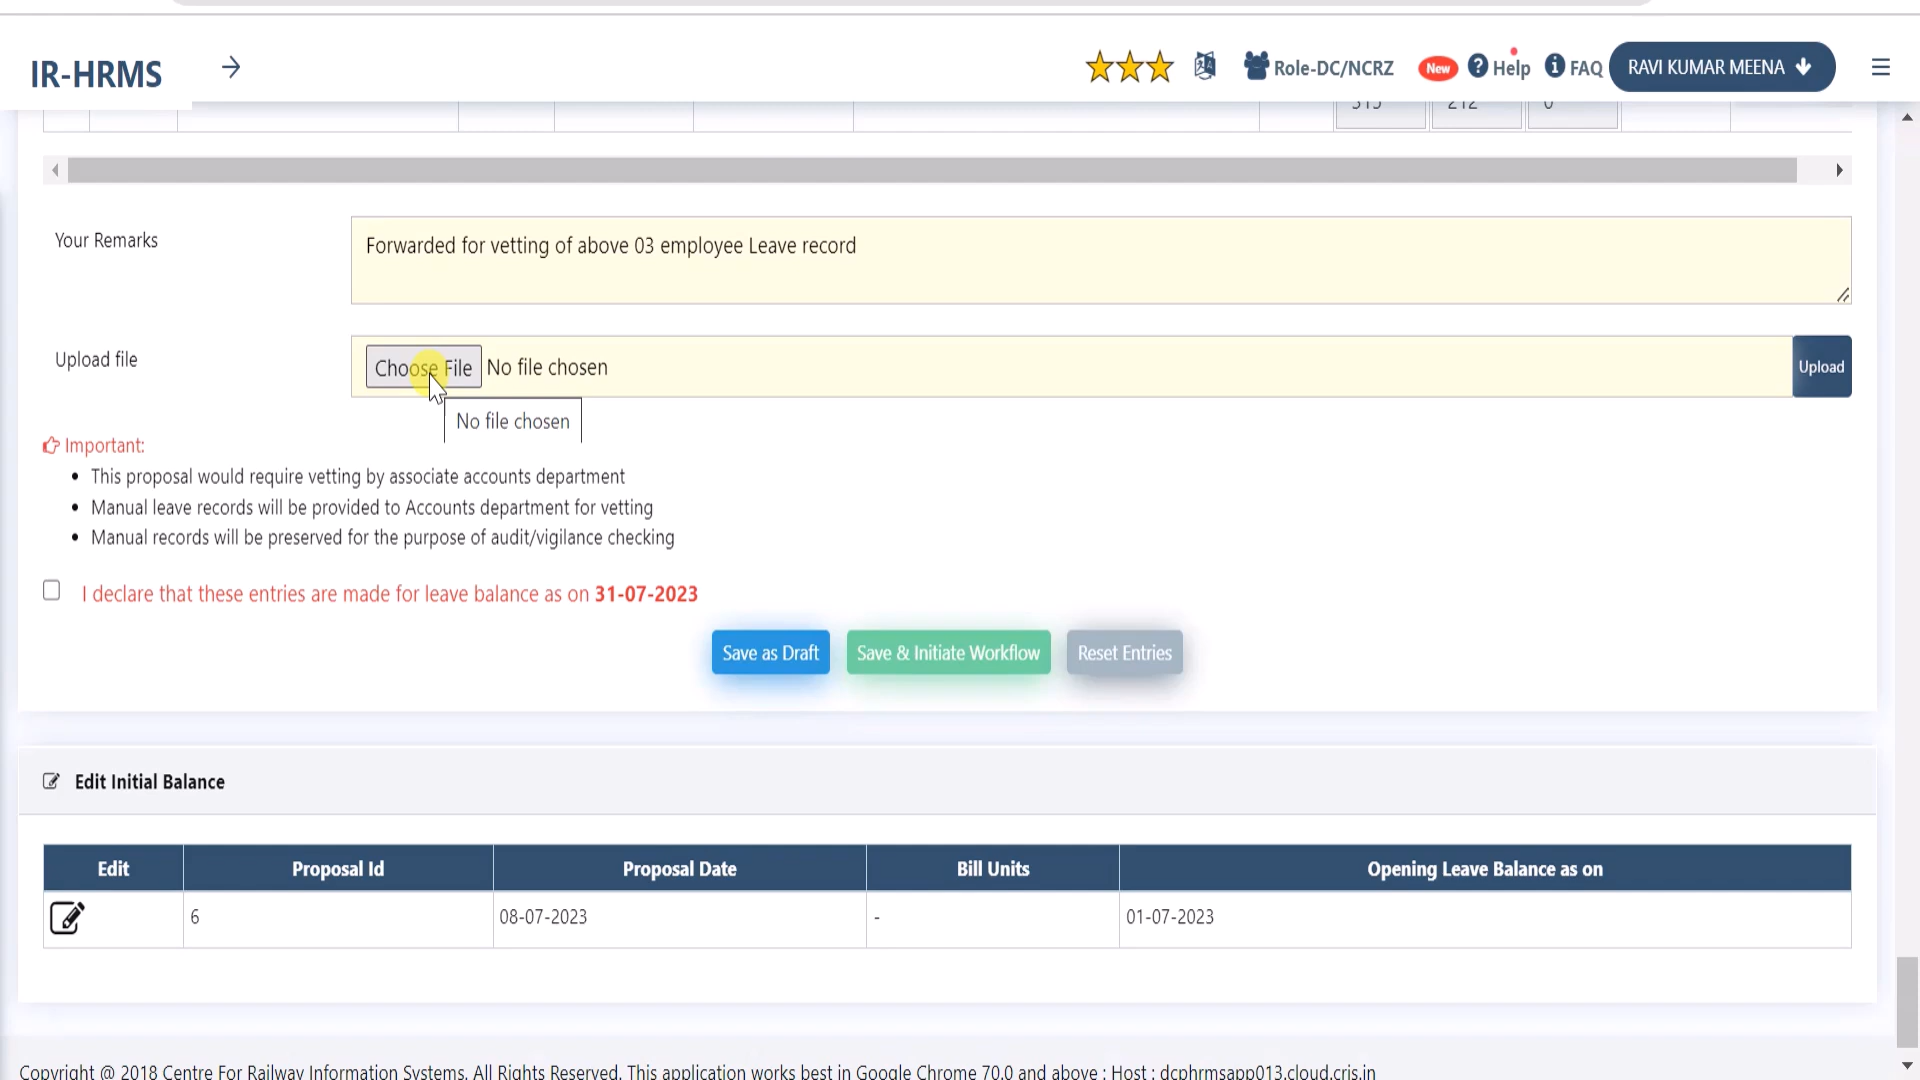 IR-HRMS
Role-DC/NCRZ
New
Help
FAQ
RAVI KUMAR MEENA
315 212 0
Your Remarks
Forwarded for vetting of above 03 employee Leave record
Upload file
Choose File No file chosen
Upload
No file chosen
Important:
This proposal would require vetting by associate accounts department
Manual leave records will be provided to Accounts department for vetting
Manual records will be preserved for the purpose of audit/vigilance checking
I declare that these entries are made for leave balance as on 31-07-2023
Save as Draft Save & Initiate Workflow Reset Entries
Edit Initial Balance
Edit Proposal Id Proposal Date Bill Units Opening Leave Balance as on
6 08-07-2023 - 01-07-2023
Copyright @ 2018 Centre For Railway Information Systems. All Rights Reserved. This application works best in Google Chrome 70.0 and above ; Host : dcphrmsapp013.cloud.cris.in